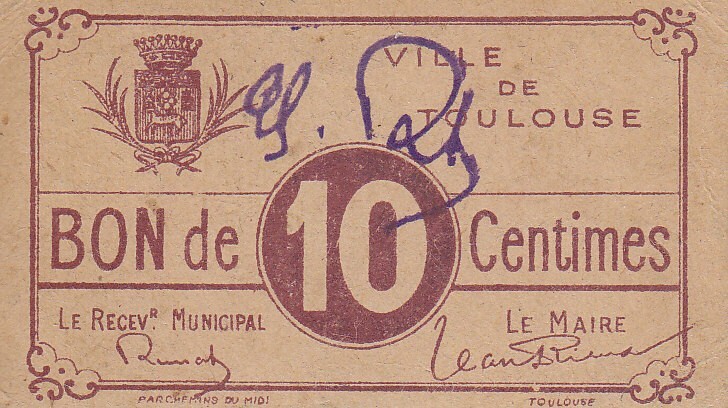 VILLE
DE
TOULOUSE
BON de 10 Centimes
LE RECEVR. MUNICIPAL
LE MAIRE
PARCHEMINS DU MIDI
TOULOUSE